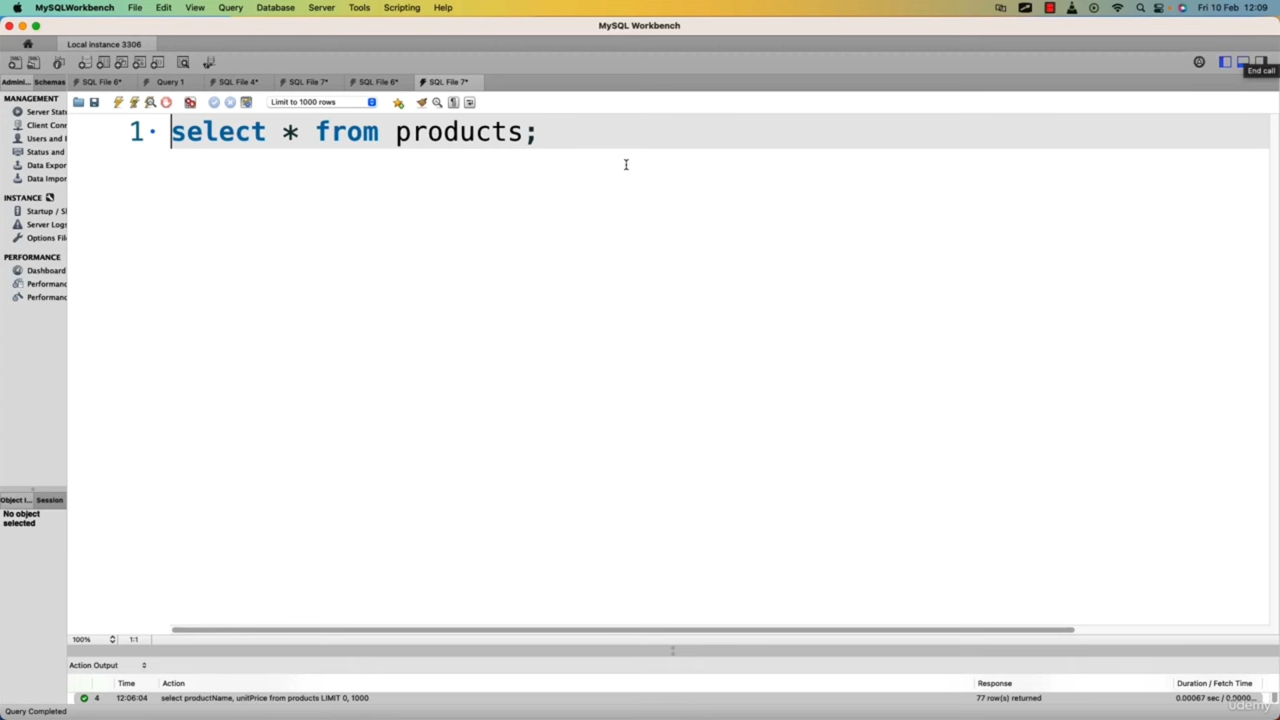 MySQLWorkbench File Edit View Query Database Server Tools Scripting Help Fri 10 Feb 12:09
MySQL Workbench
Local instance 3306
End call
Admini... Schemas SQL File 6* Query 1 SQL File 4* SQL File 7* SQL File 6* SQL File 7*
Limit to 1000 rows
MANAGEMENT
Server Stat
Client Conn
Users and I
Status and
Data Expor
Data Impor
INSTANCE
Startup / Sl
Server Logs
Options Fil
PERFORMANCE
Dashboard
Performanc
Performanc
1 select * from products;
Object I... Session
No object
selected
100% 1:1
Action Output
Time Action Response Duration / Fetch Time
4 12:06:04 select productName, unitPrice from products LIMIT 0, 1000 77 row(s) returned 0.00067 sec / 0.0000...
Query Completed
udemy